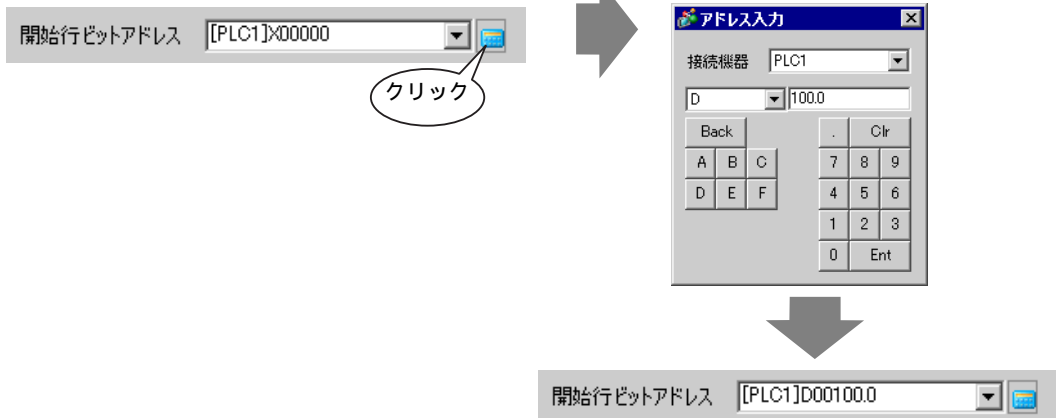 開始行ビットアドレス [PLC1]X00000
クリック
アドレス入力
接続機器 PLC1
D 100.0
Back . Clr
A B C 7 8 9
D E F 4 5 6
1 2 3
0 Ent
開始行ビットアドレス [PLC1]D00100.0